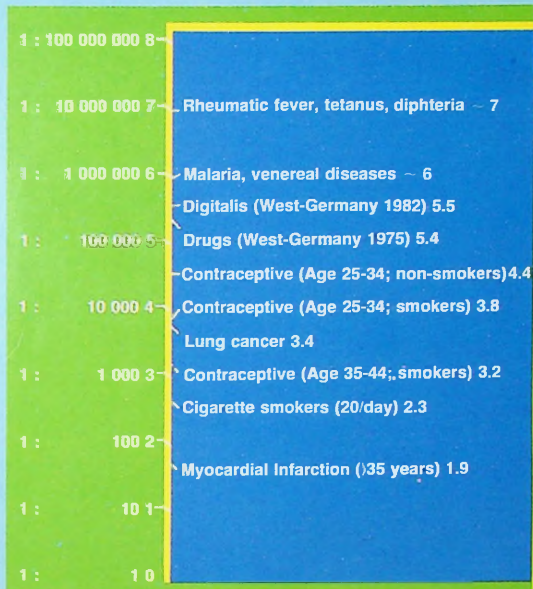 1 : 100 000 000 8
1 : 10 000 000 7 Rheumatic fever, tetanus, diphteria ~ 7
1 : 1 000 000 6 Malaria, venereal diseases ~ 6
Digitalis (West-Germany 1982) 5.5
1 : 100 000 5 Drugs (West-Germany 1975) 5.4
Contraceptive (Age 25-34; non-smokers) 4.4
1 : 10 000 4 Contraceptive (Age 25-34; smokers) 3.8
Lung cancer 3.4
1 : 1 000 3 Contraceptive (Age 35-44; smokers) 3.2
Cigarette smokers (20/day) 2.3
1 : 100 2
Myocardial Infarction (>35 years) 1.9
1 : 10 1
1 : 1 0